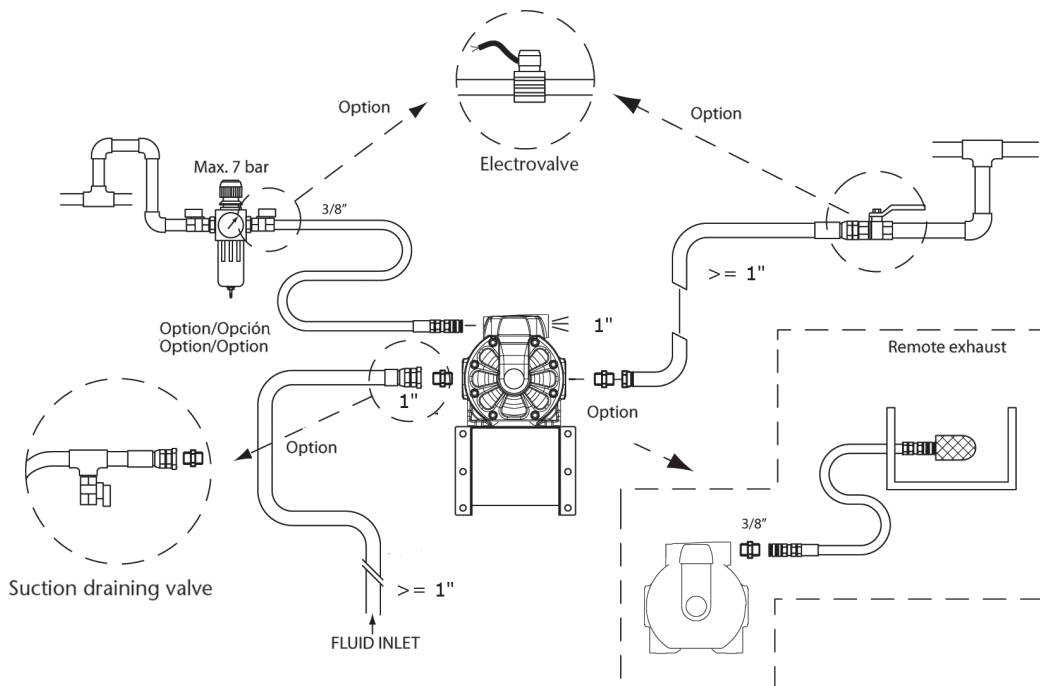 Option
Option
Electrovalve
Max. 7 bar
3/8"
>= 1"
Option/Opción
Option/Option
1"
Remote exhaust
1"
Option
Option
3/8"
Suction draining valve
>= 1"
FLUID INLET